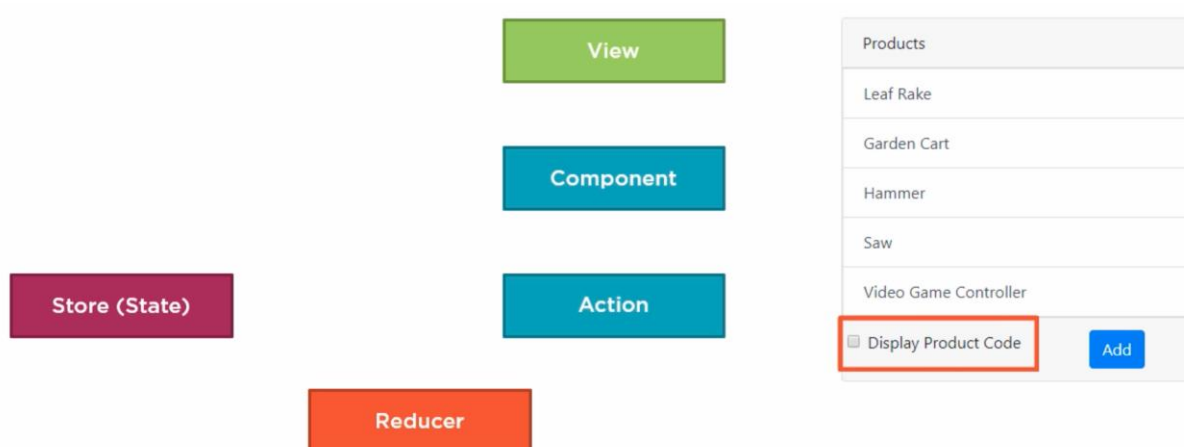 View
Component
Action
Store (State)
Reducer
Products
Leaf Rake
Garden Cart
Hammer
Saw
Video Game Controller
Display Product Code
Add